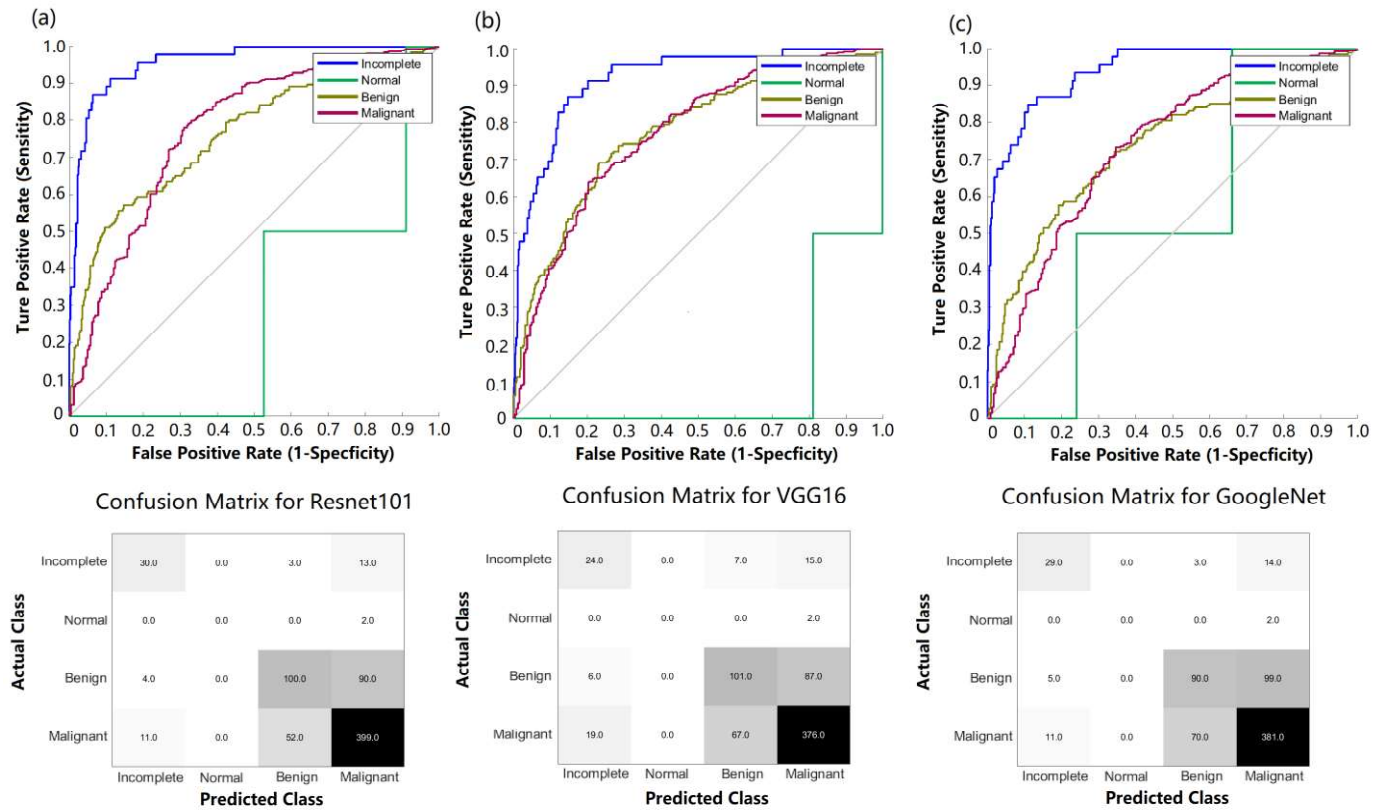 (a)
1.0
0.9
0.8
0.7
0.6
0.5
0.4
0.3
0.2
0.1
0
Ture Positive Rate (Sensitity)
Incomplete
Normal
Benign
Malignant
0 0.1 0.2 0.3 0.4 0.5 0.6 0.7 0.8 0.9 1.0
False Positive Rate (1-Specficity)
(b)
1.0
0.9
0.8
0.7
0.6
0.5
0.4
0.3
0.2
0.1
0
Ture Positive Rate (Sensitity)
Incomplete
Normal
Benign
Malignant
0 0.1 0.2 0.3 0.4 0.5 0.6 0.7 0.8 0.9 1.0
False Positive Rate (1-Specficity)
(c)
1.0
0.9
0.8
0.7
0.6
0.5
0.4
0.3
0.2
0.1
0
Ture Positive Rate (Sensitity)
Incomplete
Normal
Benign
Malignant
0 0.1 0.2 0.3 0.4 0.5 0.6 0.7 0.8 0.9 1.0
False Positive Rate (1-Specficity)
Confusion Matrix for Resnet101
Actual Class
Incomplete 30.0 0.0 3.0 13.0
Normal 0.0 0.0 0.0 2.0
Benign 4.0 0.0 100.0 90.0
Malignant 11.0 0.0 52.0 399.0
Incomplete Normal Benign Malignant
Predicted Class
Confusion Matrix for VGG16
Actual Class
Incomplete 24.0 0.0 7.0 15.0
Normal 0.0 0.0 0.0 2.0
Benign 6.0 0.0 101.0 87.0
Malignant 19.0 0.0 67.0 376.0
Incomplete Normal Benign Malignant
Predicted Class
Confusion Matrix for GoogleNet
Actual Class
Incomplete 29.0 0.0 3.0 14.0
Normal 0.0 0.0 0.0 2.0
Benign 5.0 0.0 90.0 99.0
Malignant 11.0 0.0 70.0 381.0
Incomplete Normal Benign Malignant
Predicted Class